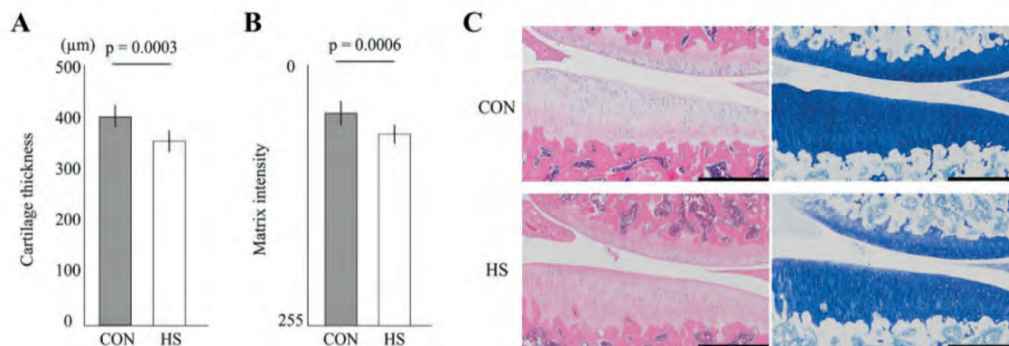 A
(µm)
p = 0.0003
500
400
300
200
100
0
Cartilage thickness
CON
HS
B
p = 0.0006
0
255
Matrix intensity
CON
HS
C
CON
HS